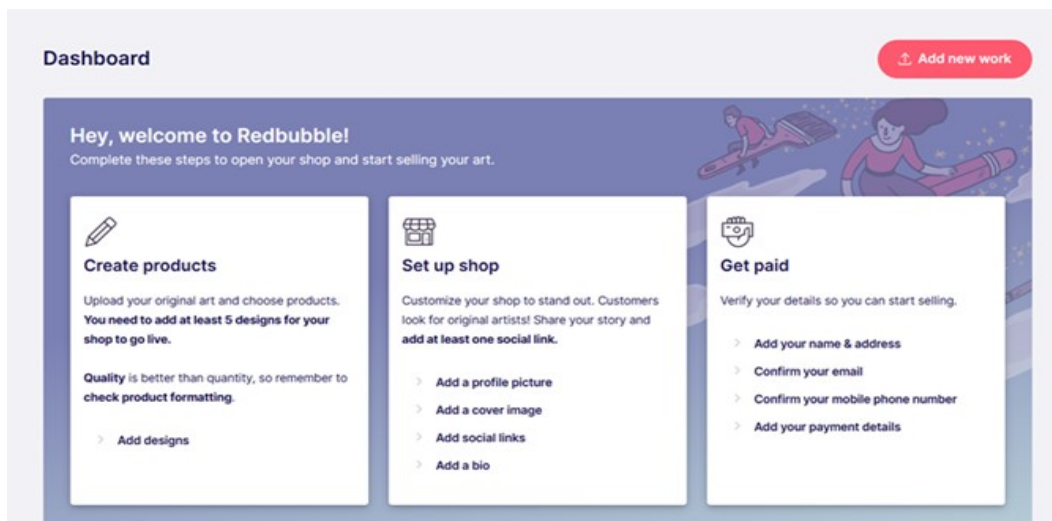 Dashboard
Add new work
Hey, welcome to Redbubble!
Complete these steps to open your shop and start selling your art.
Create products
Upload your original art and choose products.
You need to add at least 5 designs for your
shop to go live.
Quality is better than quantity, so remember to
check product formatting.
Add designs
Set up shop
Customize your shop to stand out. Customers
look for original artists! Share your story and
add at least one social link.
Add a profile picture
Add a cover image
Add social links
Add a bio
Get paid
Verify your details so you can start selling.
Add your name & address
Confirm your email
Confirm your mobile phone number
Add your payment details